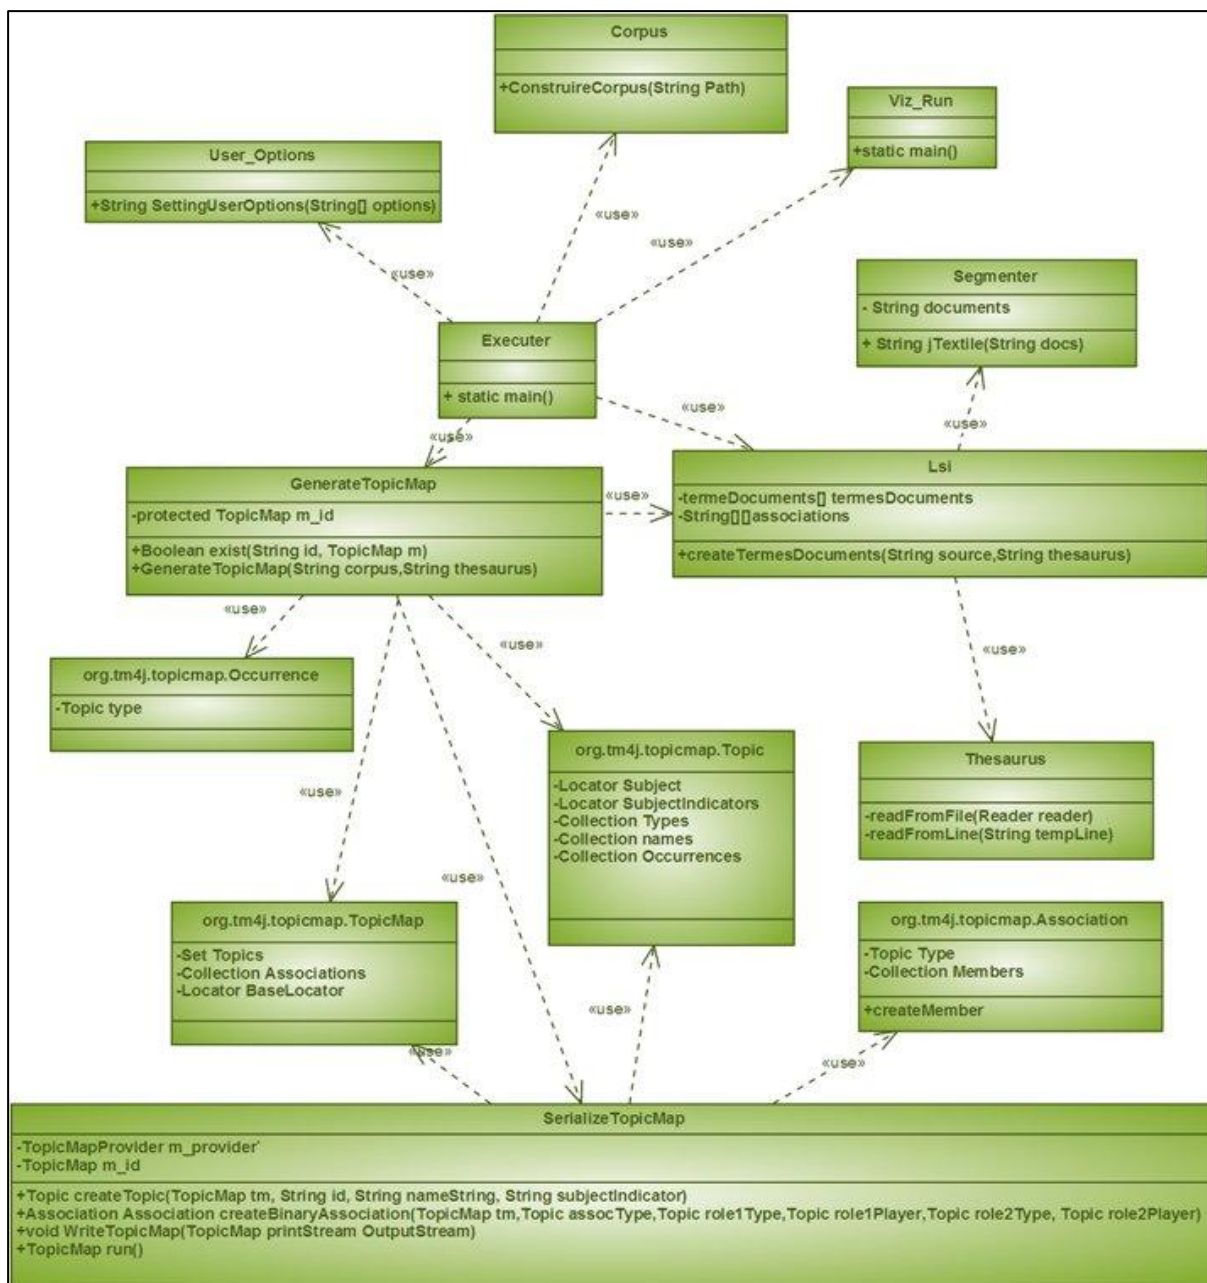 Corpus
+ConstruireCorpus(String Path)
Viz_Run
+static main()
User_Options
+String SettingUserOptions(String[] options)
«use»
«use»
«use»
Segmenter
- String documents
+ String jTextile(String docs)
Executer
+ static main()
«use»
«use»
«use»
GenerateTopicMap
-protected TopicMap m_id
+Boolean exist(String id, TopicMap m)
+GenerateTopicMap(String corpus,String thesaurus)
«use»
Lsi
-termeDocuments[] termesDocuments
-String[][]associations
+createTermesDocuments(String source,String thesaurus)
«use»
«use»
«use»
org.tm4j.topicmap.Occurrence
-Topic type
org.tm4j.topicmap.Topic
-Locator Subject
-Locator SubjectIndicators
-Collection Types
-Collection names
-Collection Occurrences
Thesaurus
-readFromFile(Reader reader)
-readFromLine(String tempLine)
«use»
«use»
org.tm4j.topicmap.TopicMap
-Set Topics
-Collection Associations
-Locator BaseLocator
org.tm4j.topicmap.Association
-Topic Type
-Collection Members
+createMember
«use»
«use»
«use»
SerializeTopicMap
-TopicMapProvider m_provider'
-TopicMap m_id
+Topic createTopic(TopicMap tm, String id, String nameString, String subjectIndicator)
+Association Association createBinaryAssociation(TopicMap tm,Topic assocType,Topic role1Type,Topic role1Player,Topic role2Type, Topic role2Player)
+void WriteTopicMap(TopicMap printStream OutputStream)
+TopicMap run()